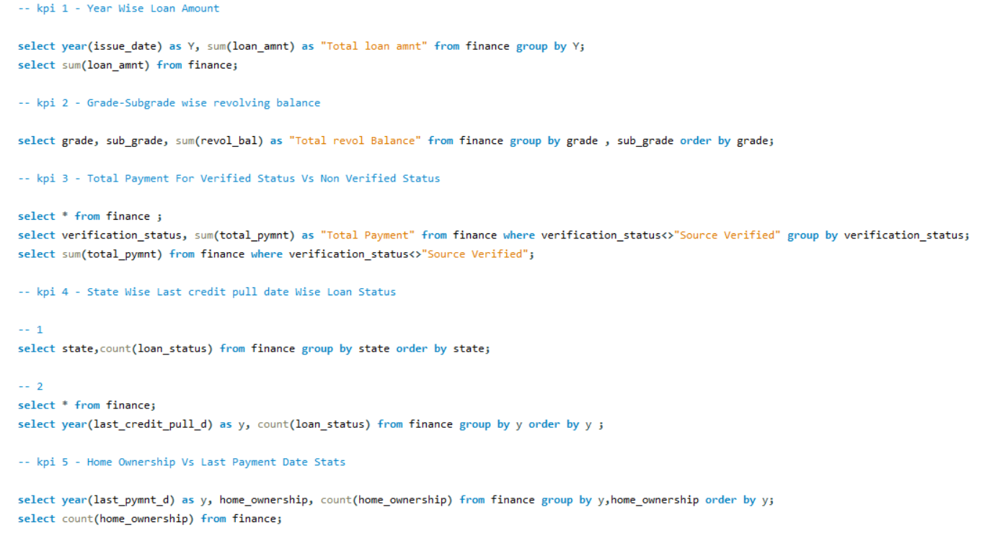 -- kpi 1 - Year Wise Loan Amount
select year(issue_date) as Y, sum(loan_amnt) as "Total loan amnt" from finance group by Y;
select sum(loan_amnt) from finance;
-- kpi 2 - Grade-Subgrade wise revolving balance
select grade, sub_grade, sum(revol_bal) as "Total revol Balance" from finance group by grade , sub_grade order by grade;
-- kpi 3 - Total Payment For Verified Status Vs Non Verified Status
select * from finance ;
select verification_status, sum(total_pymnt) as "Total Payment" from finance where verification_status<>"Source Verified" group by verification_status;
select sum(total_pymnt) from finance where verification_status<>"Source Verified";
-- kpi 4 - State Wise Last credit pull date Wise Loan Status
-- 1
select state,count(loan_status) from finance group by state order by state;
-- 2
select * from finance;
select year(last_credit_pull_d) as y, count(loan_status) from finance group by y order by y ;
-- kpi 5 - Home Ownership Vs Last Payment Date Stats
select year(last_pymnt_d) as y, home_ownership, count(home_ownership) from finance group by y,home_ownership order by y;
select count(home_ownership) from finance;